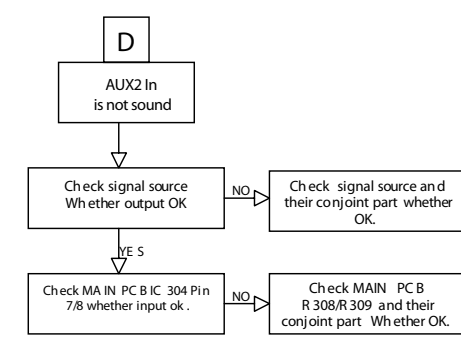 D
AUX2 In
is not sound
Check signal source
Whether output OK
NO
Check signal source and
their conjoint part whether
OK.
YES
Check MAIN PCB IC 304 Pin
7/8 whether input ok.
NO
Check MAIN PCB
R308/R309 and their
conjoint part Whether OK.